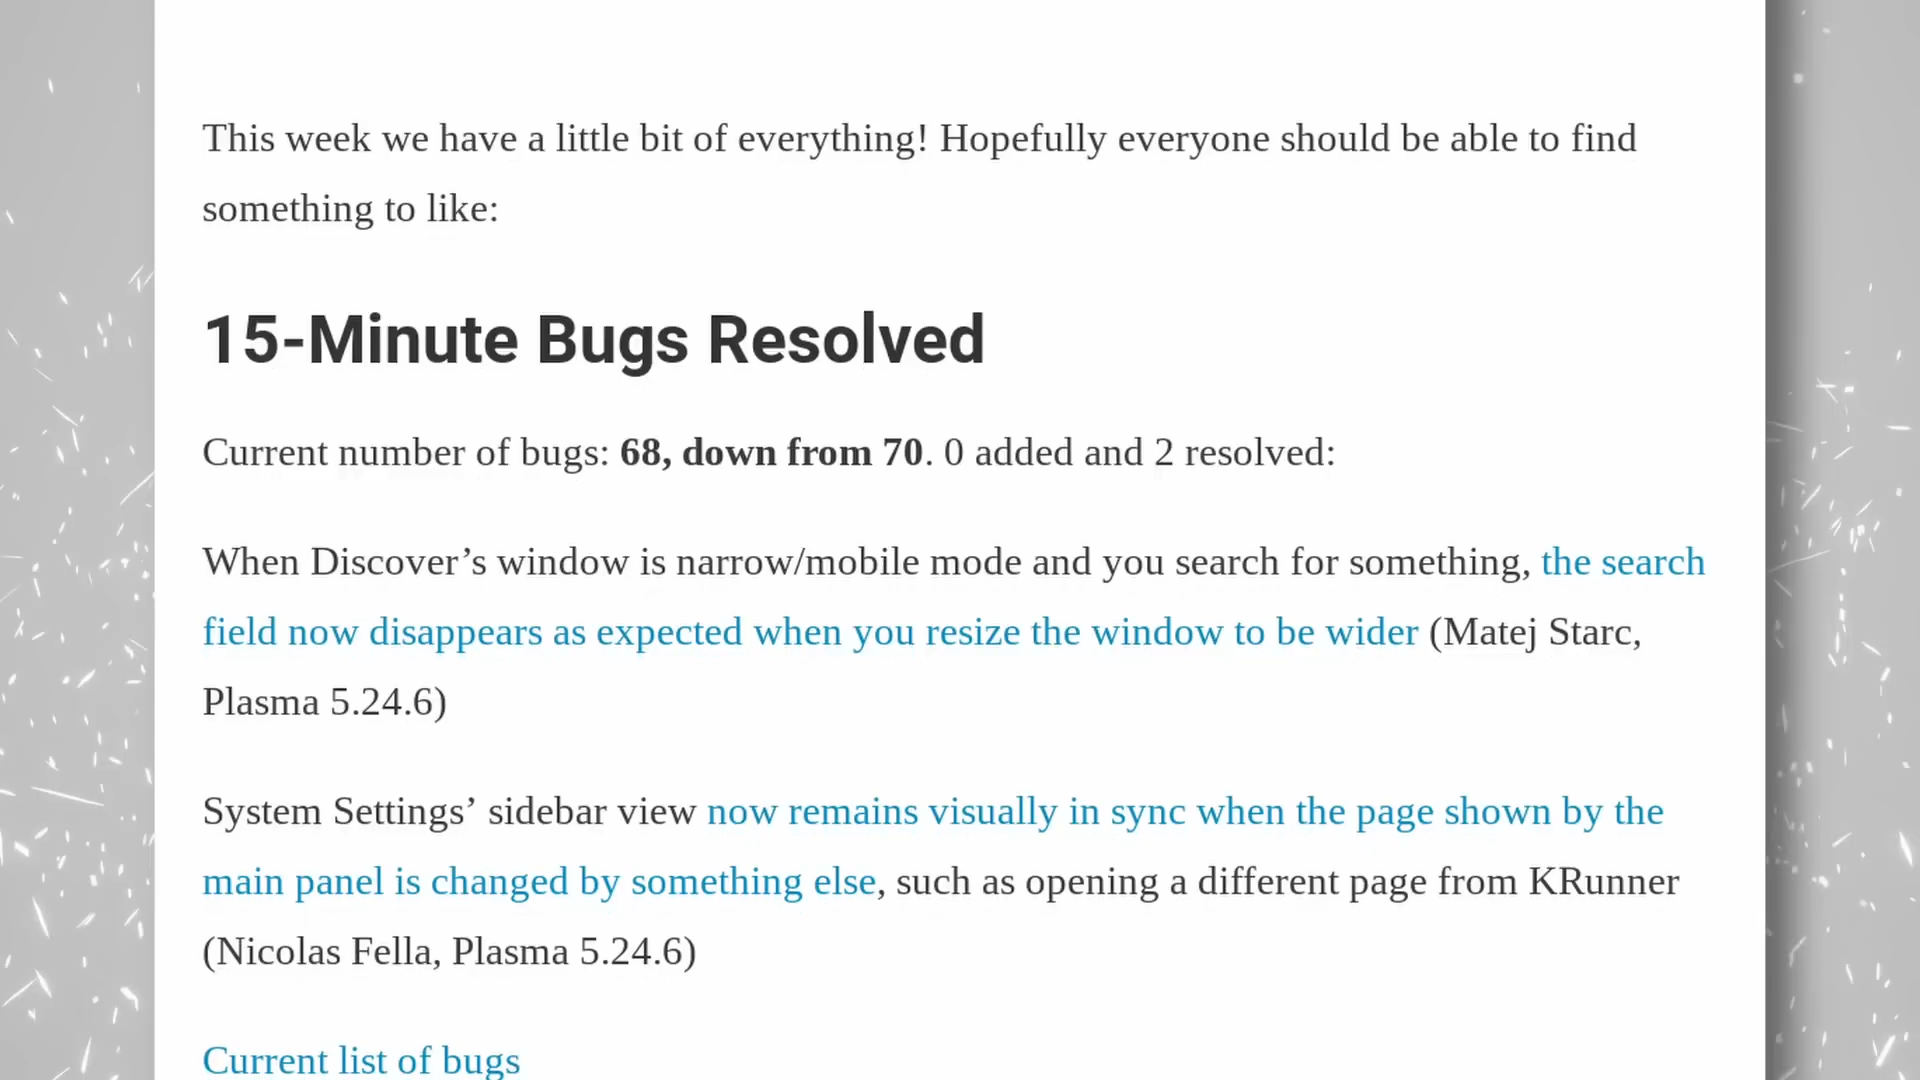 This week we have a little bit of everything! Hopefully everyone should be able to find
something to like:
15-Minute Bugs Resolved
Current number of bugs: 68, down from 70. 0 added and 2 resolved:
When Discover’s window is narrow/mobile mode and you search for something, the search
field now disappears as expected when you resize the window to be wider (Matej Starc,
Plasma 5.24.6)
System Settings’ sidebar view now remains visually in sync when the page shown by the
main panel is changed by something else, such as opening a different page from KRunner
(Nicolas Fella, Plasma 5.24.6)
Current list of bugs